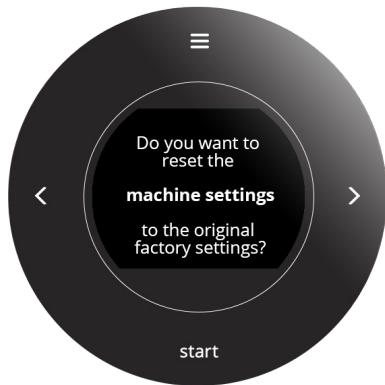 Do you want to
reset the
machine settings
to the original
factory settings?
start